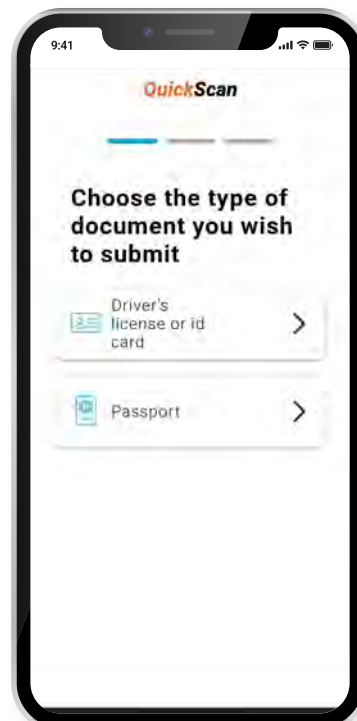 9:41
QuickScan
Choose the type of
document you wish
to submit
Driver's
license or id
card
Passport